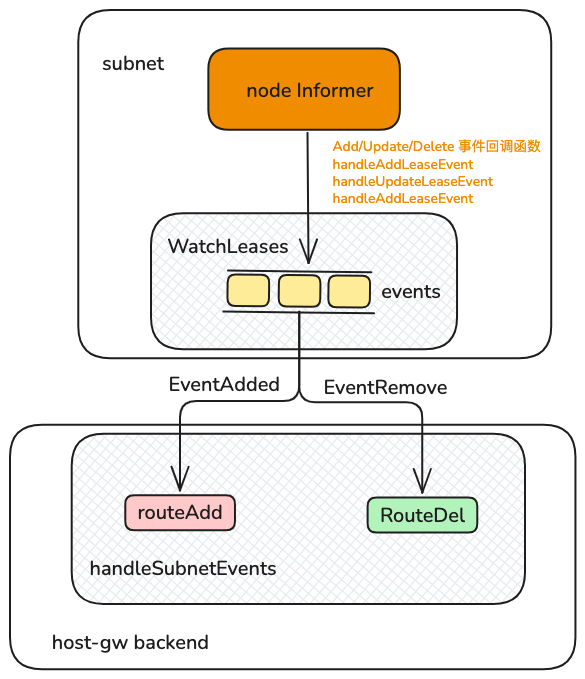 subnet
node Informer
Add/Update/Delete 事件回调函数
handleAddLeaseEvent
handleUpdateLeaseEvent
handleAddLeaseEvent
WatchLeases
events
EventAdded
EventRemove
routeAdd
RouteDel
handleSubnetEvents
host-gw backend